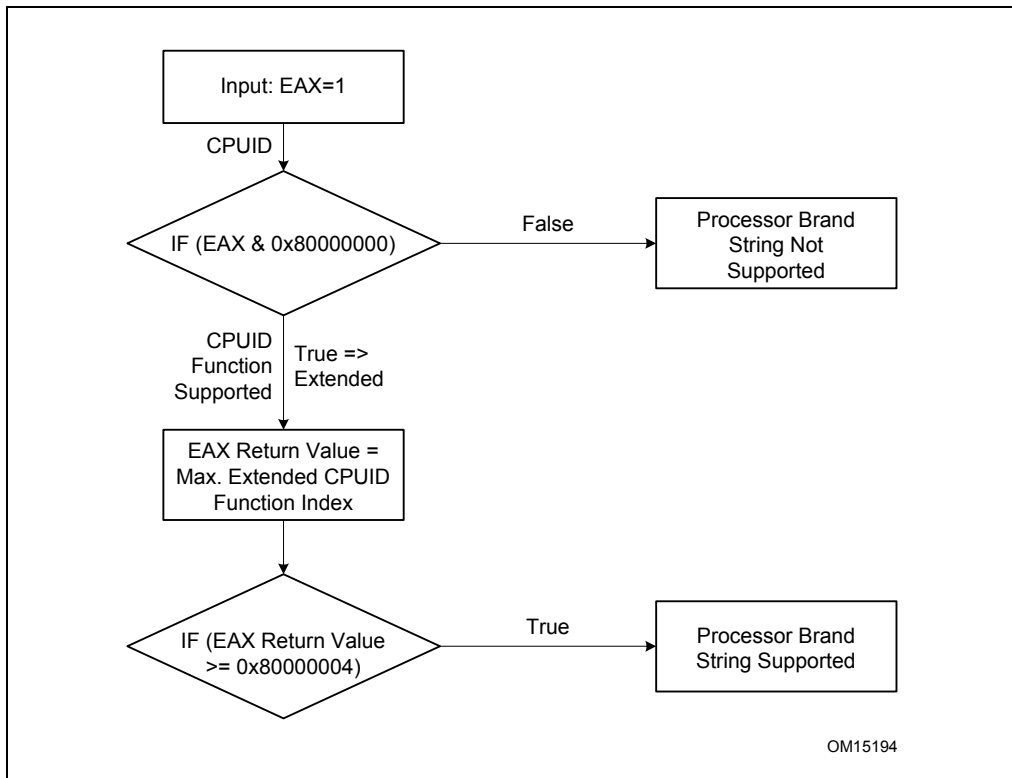 Input: EAX=1
CPUID
IF (EAX & 0x80000000)
False
Processor Brand
String Not
Supported
CPUID
Function
Supported
True =>
Extended
EAX Return Value =
Max. Extended CPUID
Function Index
IF (EAX Return Value
>= 0x80000004)
True
Processor Brand
String Supported
OM15194